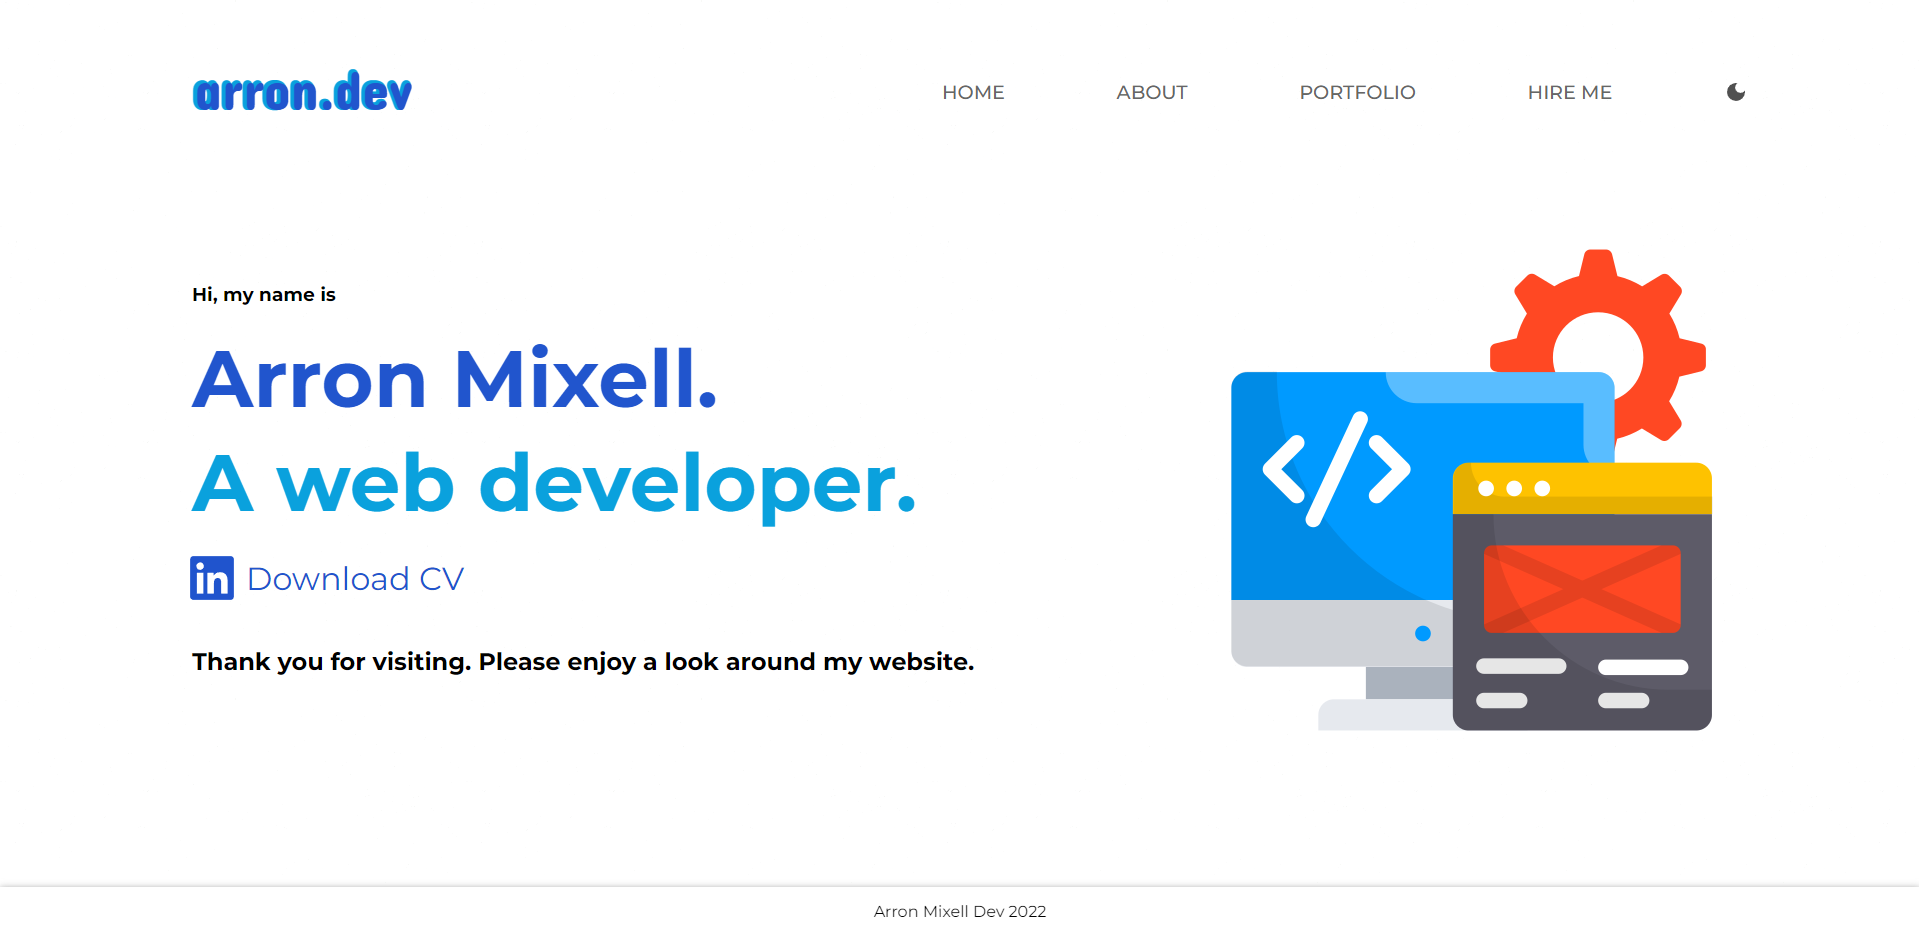 arron.dev
HOME ABOUT PORTFOLIO HIRE ME
Hi, my name is
Arron Mixell.
A web developer.
in Download CV
Thank you for visiting. Please enjoy a look around my website.
</>
Arron Mixell Dev 2022